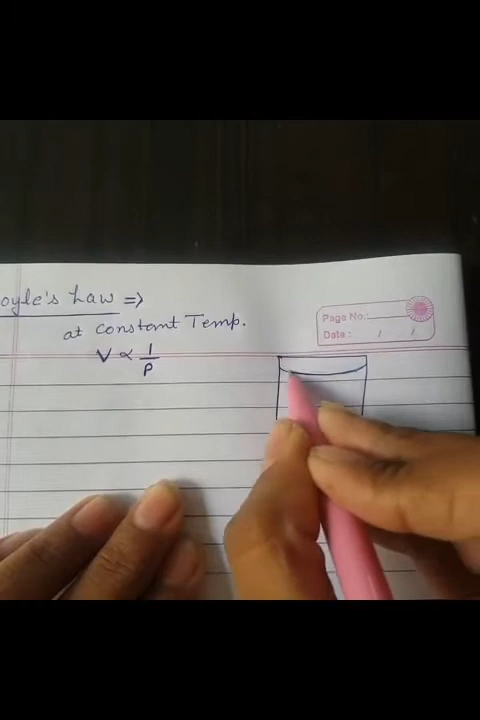 oyle's Law =>
at constant Temp.
V ∝ 1/P
Page No.:
Date : / /